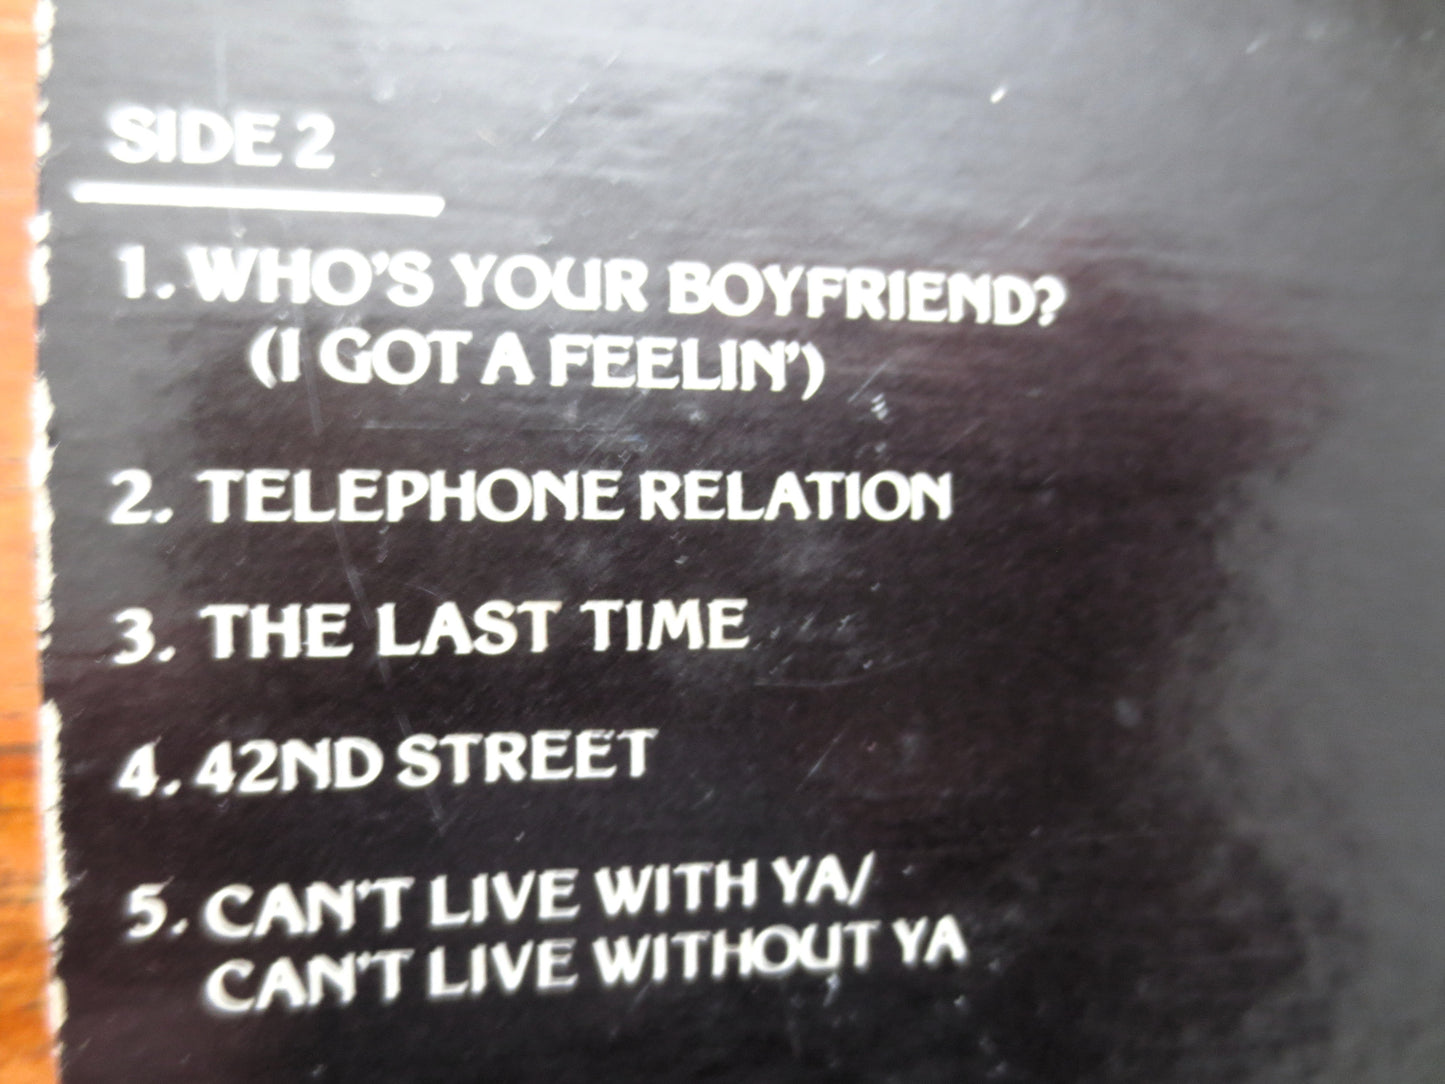 SIDE 2
1. WHO'S YOUR BOYFRIEND?
(I GOT A FEELIN')
2. TELEPHONE RELATION
3. THE LAST TIME
4. 42ND STREET
5. CAN'T LIVE WITH YA/
CAN'T LIVE WITHOUT YA